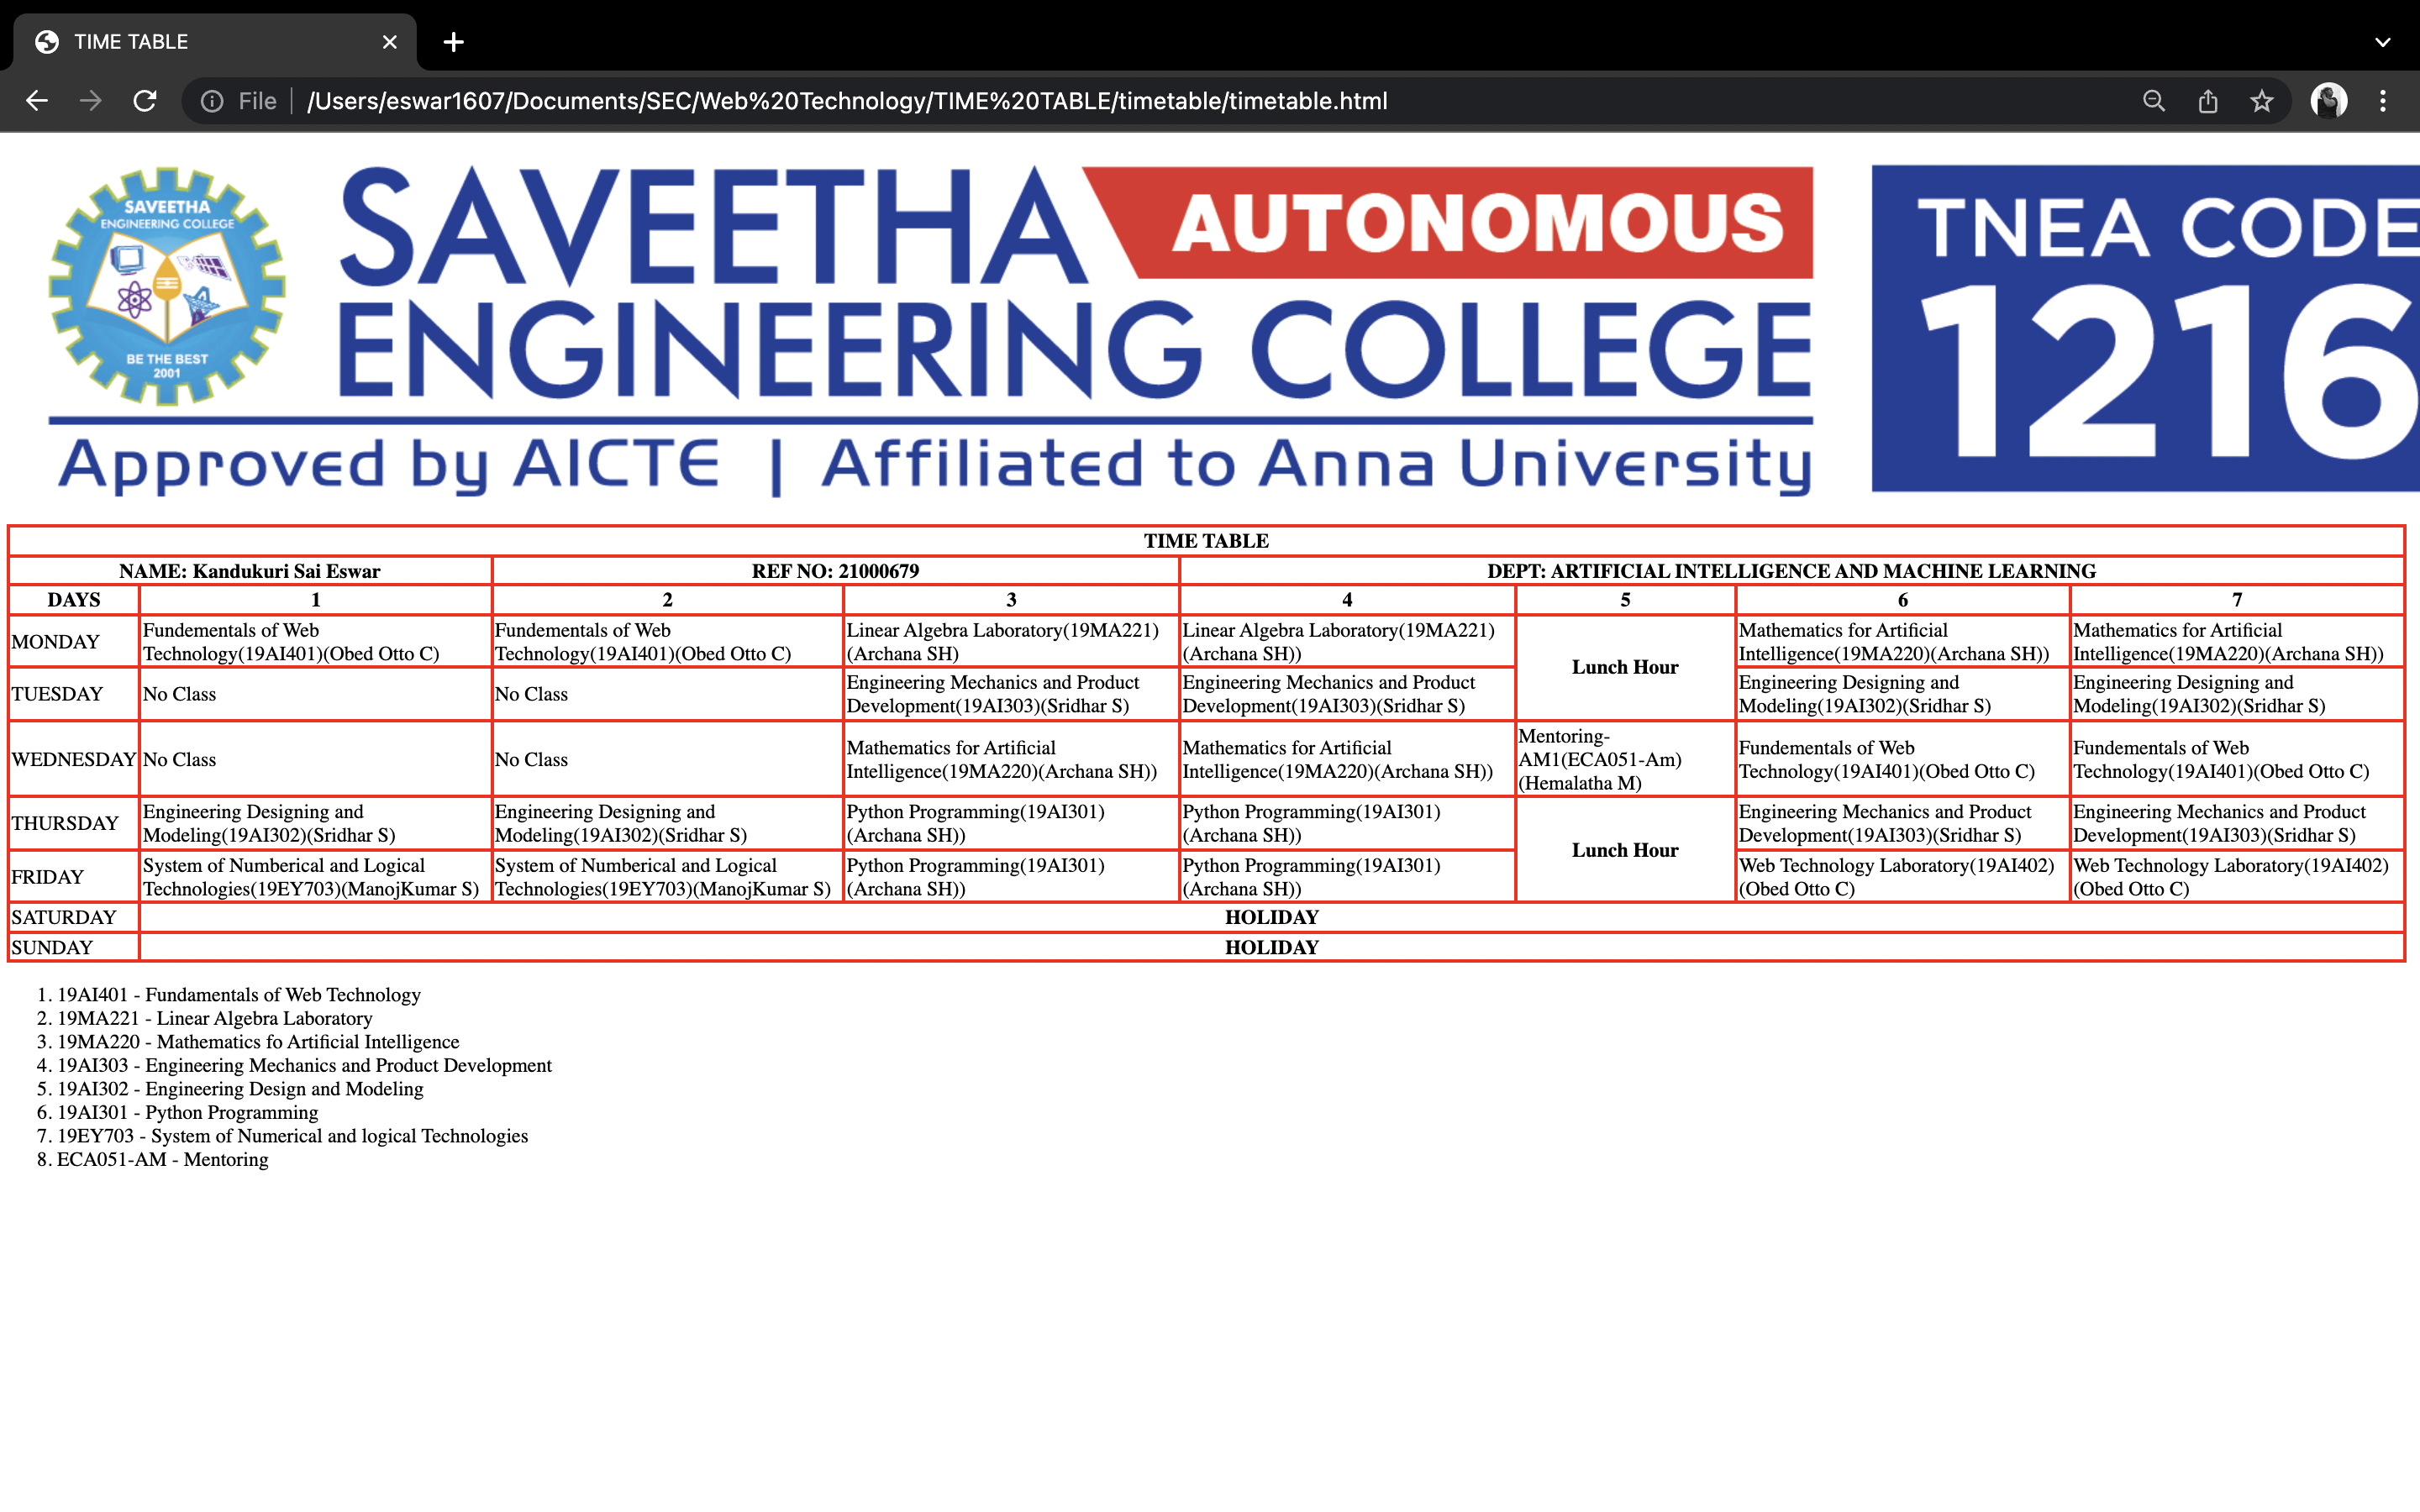 TIME TABLE
File | /Users/eswar1607/Documents/SEC/Web%20Technology/TIME%20TABLE/timetable/timetable.html
SAVEETHA
ENGINEERING COLLEGE
BE THE BEST
2001
SAVEETHA AUTONOMOUS
ENGINEERING COLLEGE
Approved by AICTE | Affiliated to Anna University
TNEA CODE
1216
TIME TABLE
NAME: Kandukuri Sai Eswar REF NO: 21000679 DEPT: ARTIFICIAL INTELLIGENCE AND MACHINE LEARNING
DAYS 1 2 3 4 5 6 7
MONDAY
Fundementals of Web
Technology(19AI401)(Obed Otto C)
Fundementals of Web
Technology(19AI401)(Obed Otto C)
Linear Algebra Laboratory(19MA221)
(Archana SH)
Linear Algebra Laboratory(19MA221)
(Archana SH))
Lunch Hour
Mathematics for Artificial
Intelligence(19MA220)(Archana SH))
Mathematics for Artificial
Intelligence(19MA220)(Archana SH))
TUESDAY
No Class
No Class
Engineering Mechanics and Product
Development(19AI303)(Sridhar S)
Engineering Mechanics and Product
Development(19AI303)(Sridhar S)
Engineering Designing and
Modeling(19AI302)(Sridhar S)
Engineering Designing and
Modeling(19AI302)(Sridhar S)
WEDNESDAY
No Class
No Class
Mathematics for Artificial
Intelligence(19MA220)(Archana SH))
Mathematics for Artificial
Intelligence(19MA220)(Archana SH))
Mentoring-
AM1(ECA051-Am)
(Hemalatha M)
Fundementals of Web
Technology(19AI401)(Obed Otto C)
Fundementals of Web
Technology(19AI401)(Obed Otto C)
THURSDAY
Engineering Designing and
Modeling(19AI302)(Sridhar S)
Engineering Designing and
Modeling(19AI302)(Sridhar S)
Python Programming(19AI301)
(Archana SH))
Python Programming(19AI301)
(Archana SH))
Lunch Hour
Engineering Mechanics and Product
Development(19AI303)(Sridhar S)
Engineering Mechanics and Product
Development(19AI303)(Sridhar S)
FRIDAY
System of Numberical and Logical
Technologies(19EY703)(ManojKumar S)
System of Numberical and Logical
Technologies(19EY703)(ManojKumar S)
Python Programming(19AI301)
(Archana SH))
Python Programming(19AI301)
(Archana SH))
Web Technology Laboratory(19AI402)
(Obed Otto C)
Web Technology Laboratory(19AI402)
(Obed Otto C)
SATURDAY HOLIDAY
SUNDAY HOLIDAY
1. 19AI401 - Fundamentals of Web Technology
2. 19MA221 - Linear Algebra Laboratory
3. 19MA220 - Mathematics fo Artificial Intelligence
4. 19AI303 - Engineering Mechanics and Product Development
5. 19AI302 - Engineering Design and Modeling
6. 19AI301 - Python Programming
7. 19EY703 - System of Numerical and logical Technologies
8. ECA051-AM - Mentoring